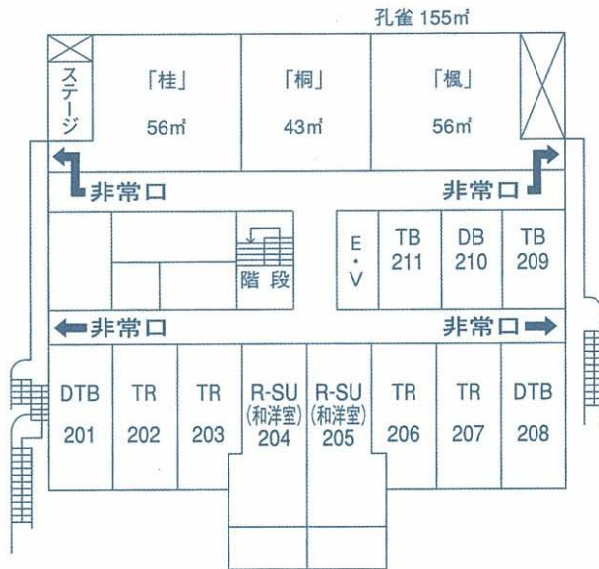 孔雀 155㎡
ステージ
「桂」
56㎡
「桐」
43㎡
「楓」
56㎡
非常口
非常口
階段
E・V
TB
211
DB
210
TB
209
非常口
非常口
DTB
201
TR
202
TR
203
R-SU
(和洋室)
204
R-SU
(和洋室)
205
TR
206
TR
207
DTB
208